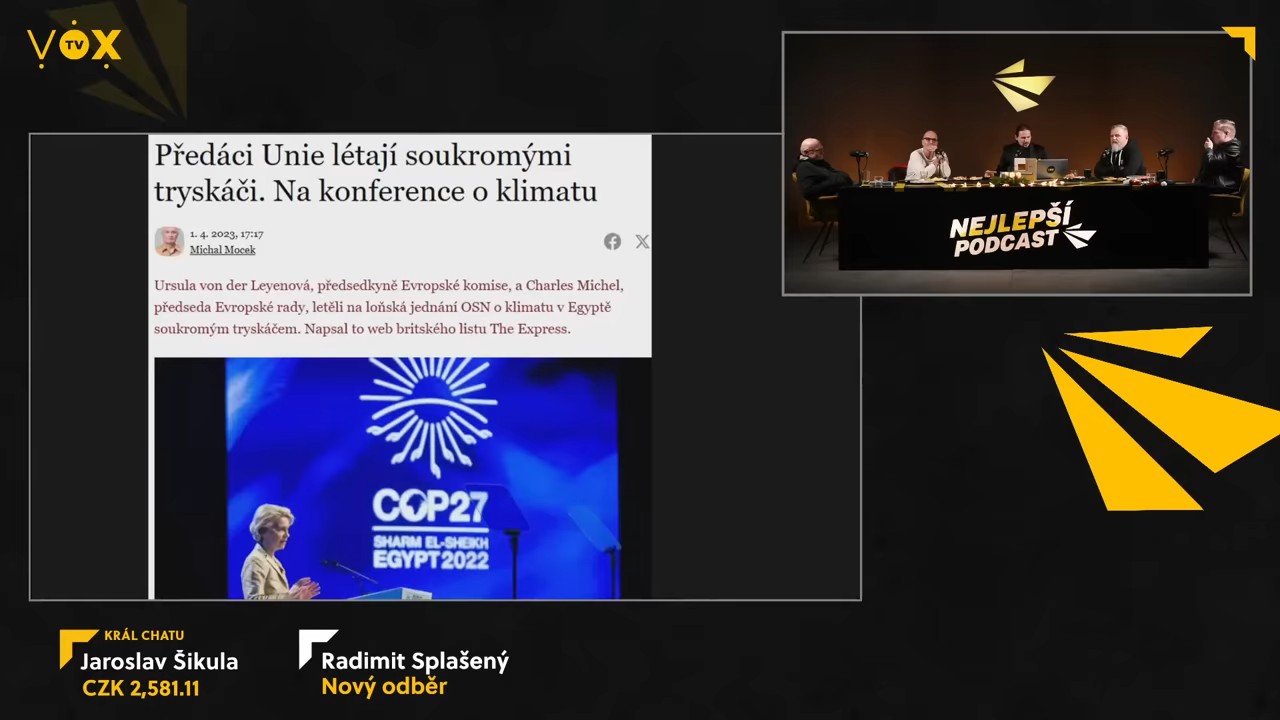 VOX
TV
Předáci Unie létají soukromými
tryskáči. Na konference o klimatu
1. 4. 2023, 17:17
Michal Mocek
Ursula von der Leyenová, předsedkyně Evropské komise, a Charles Michel,
předseda Evropské rady, letěli na loňská jednání OSN o klimatu v Egyptě
soukromým tryskáčem. Napsal to web britského listu The Express.
COP27
SHARM EL-SHEIKH
EGYPT 2022
NEJLEPŠÍ
PODCAST
KRÁL CHATU
Jaroslav Šikula
CZK 2,581.11
Radimit Splašený
Nový odběr